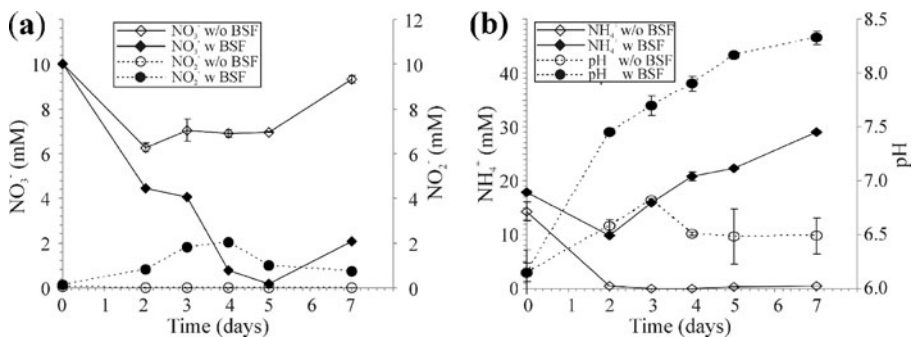 (a)
NO₃⁻ w/o BSF
NO₃⁻ w BSF
NO₂⁻ w/o BSF
NO₂⁻ w BSF
12
10
8
6
4
2
0
10
8
6
4
2
0
NO₃⁻ (mM)
NO₂⁻ (mM)
0 1 2 3 4 5 6 7
Time (days)
(b)
NH₄⁺ w/o BSF
NH₄⁺ w BSF
pH w/o BSF
pH w BSF
40
30
20
10
0
8.5
8.0
7.5
7.0
6.5
6.0
NH₄⁺ (mM)
pH
0 1 2 3 4 5 6 7
Time (days)